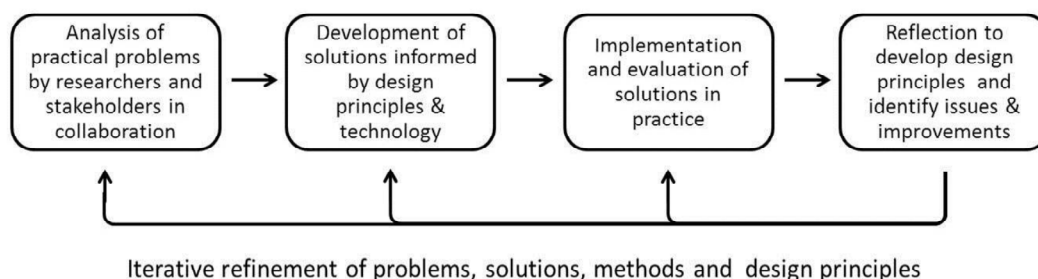 Analysis of
practical problems
by researchers and
stakeholders in
collaboration
Development of
solutions informed
by design
principles &
technology
Implementation
and evaluation of
solutions in
practice
Reflection to
develop design
principles and
identify issues &
improvements
Iterative refinement of problems, solutions, methods and design principles